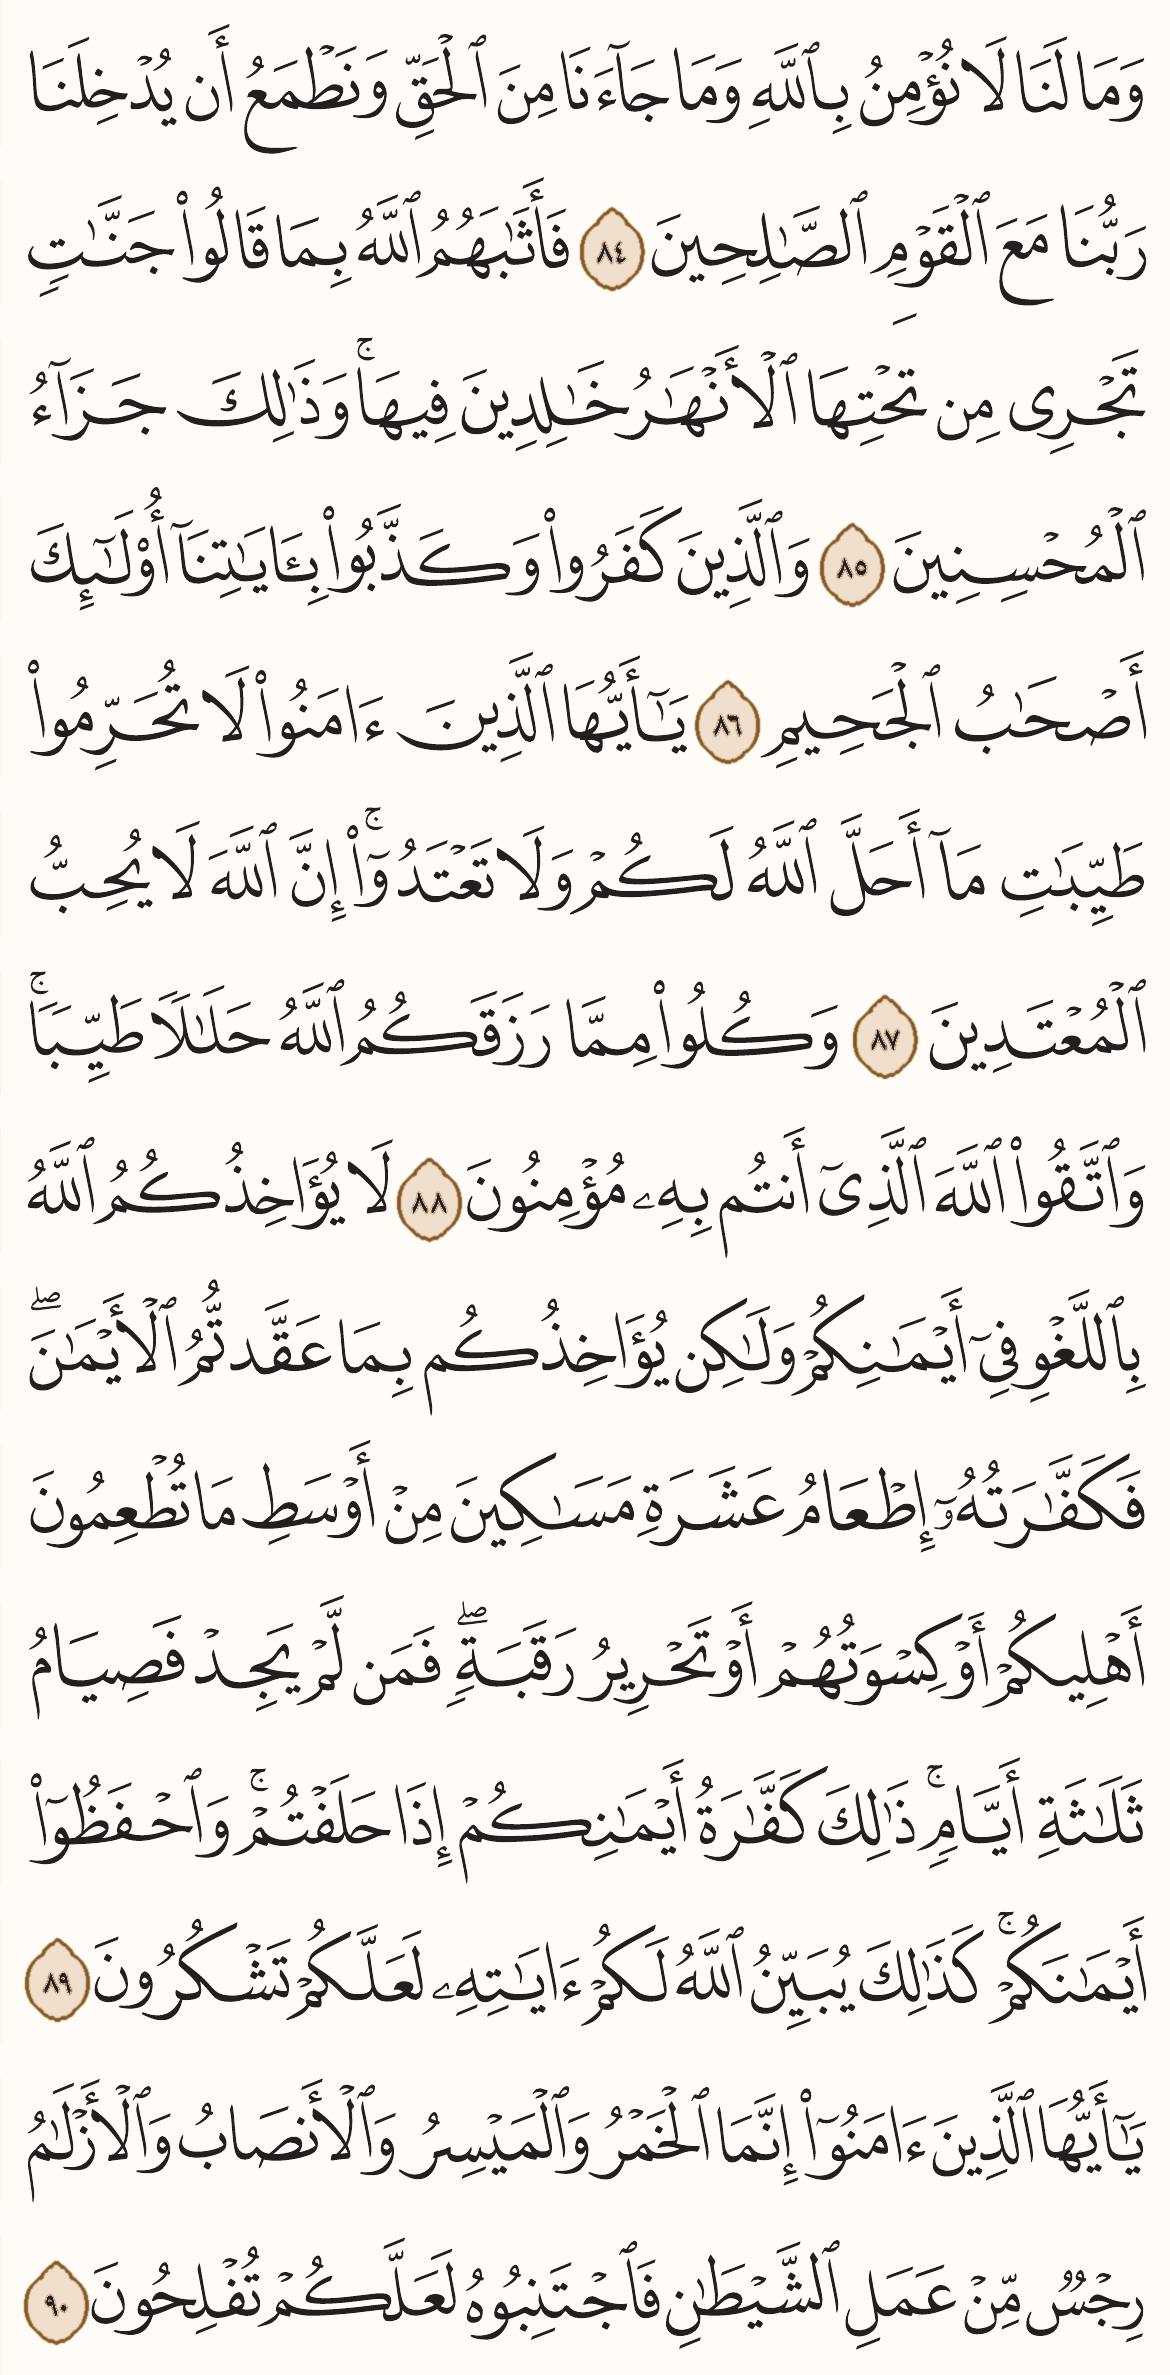 وَمَا لَنَا لَا نُؤْمِنُ بِٱللَّهِ وَمَا جَآءَنَا مِنَ ٱلْحَقِّ وَنَطْمَعُ أَن يُدْخِلَنَا
رَبُّنَا مَعَ ٱلْقَوْمِ ٱلصَّـٰلِحِينَ ٨٤ فَأَثَـٰبَهُمُ ٱللَّهُ بِمَا قَالُوا۟ جَنَّـٰتٍ
تَجْرِى مِن تَحْتِهَا ٱلْأَنْهَـٰرُ خَـٰلِدِينَ فِيهَا ۚ وَذَٰلِكَ جَزَآءُ
ٱلْمُحْسِنِينَ ٨٥ وَٱلَّذِينَ كَفَرُوا۟ وَكَذَّبُوا۟ بِـَٔايَـٰتِنَآ أُو۟لَـٰٓئِكَ
أَصْحَـٰبُ ٱلْجَحِيمِ ٨٦ يَـٰٓأَيُّهَا ٱلَّذِينَ ءَامَنُوا۟ لَا تُحَرِّمُوا۟
طَيِّبَـٰتِ مَآ أَحَلَّ ٱللَّهُ لَكُمْ وَلَا تَعْتَدُوٓا۟ ۚ إِنَّ ٱللَّهَ لَا يُحِبُّ
ٱلْمُعْتَدِينَ ٨٧ وَكُلُوا۟ مِمَّا رَزَقَكُمُ ٱللَّهُ حَلَـٰلًا طَيِّبًا ۚ
وَٱتَّقُوا۟ ٱللَّهَ ٱلَّذِىٓ أَنتُم بِهِۦ مُؤْمِنُونَ ٨٨ لَا يُؤَاخِذُكُمُ ٱللَّهُ
بِٱللَّغْوِ فِىٓ أَيْمَـٰنِكُمْ وَلَـٰكِن يُؤَاخِذُكُم بِمَا عَقَّدتُّمُ ٱلْأَيْمَـٰنَ ۖ
فَكَفَّـٰرَتُهُۥٓ إِطْعَامُ عَشَرَةِ مَسَـٰكِينَ مِنْ أَوْسَطِ مَا تُطْعِمُونَ
أَهْلِيكُمْ أَوْ كِسْوَتُهُمْ أَوْ تَحْرِيرُ رَقَبَةٍ ۖ فَمَن لَّمْ يَجِدْ فَصِيَامُ
ثَلَـٰثَةِ أَيَّامٍ ۚ ذَٰلِكَ كَفَّـٰرَةُ أَيْمَـٰنِكُمْ إِذَا حَلَفْتُمْ ۚ وَٱحْفَظُوٓا۟
أَيْمَـٰنَكُمْ ۚ كَذَٰلِكَ يُبَيِّنُ ٱللَّهُ لَكُمْ ءَايَـٰتِهِۦ لَعَلَّكُمْ تَشْكُرُونَ ٨٩
يَـٰٓأَيُّهَا ٱلَّذِينَ ءَامَنُوٓا۟ إِنَّمَا ٱلْخَمْرُ وَٱلْمَيْسِرُ وَٱلْأَنصَابُ وَٱلْأَزْلَـٰمُ
رِجْسٌ مِّنْ عَمَلِ ٱلشَّيْطَـٰنِ فَٱجْتَنِبُوهُ لَعَلَّكُمْ تُفْلِحُونَ ٩٠